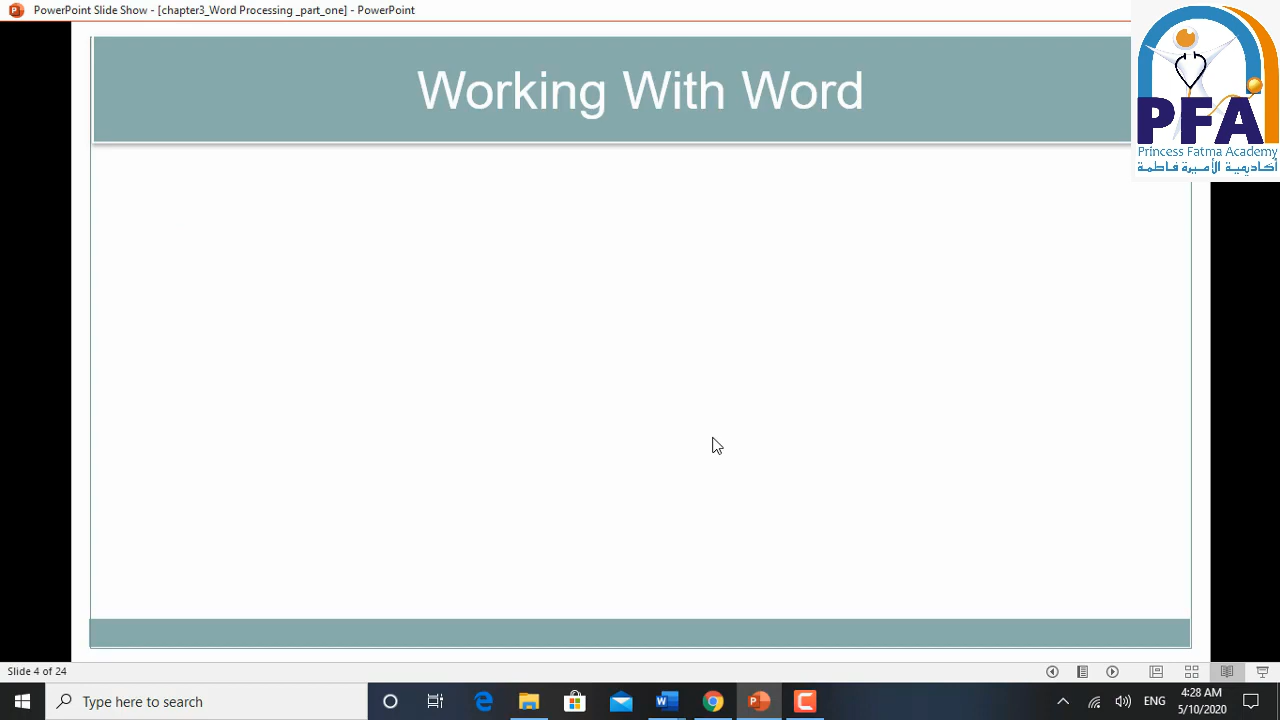 PowerPoint Slide Show - [chapter3_Word Processing _part_one] - PowerPoint
Working With Word
PFA
Princess Fatma Academy
أكاديمية الأميرة فاطمة
Slide 4 of 24
Type here to search
ENG
4:28 AM
5/10/2020